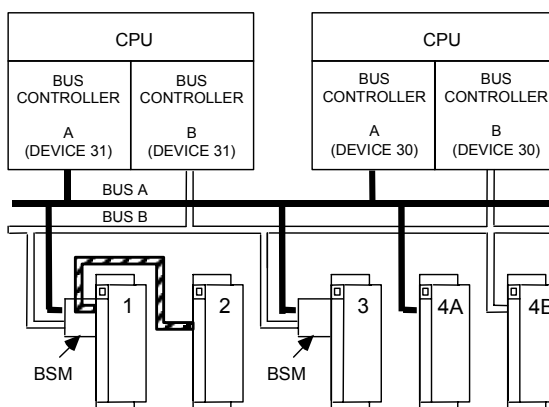 CPU
CPU
BUS
CONTROLLER
A
(DEVICE 31)
BUS
CONTROLLER
B
(DEVICE 31)
BUS
CONTROLLER
A
(DEVICE 30)
BUS
CONTROLLER
B
(DEVICE 30)
BUS A
BUS B
1
2
3
4A
4B
BSM
BSM